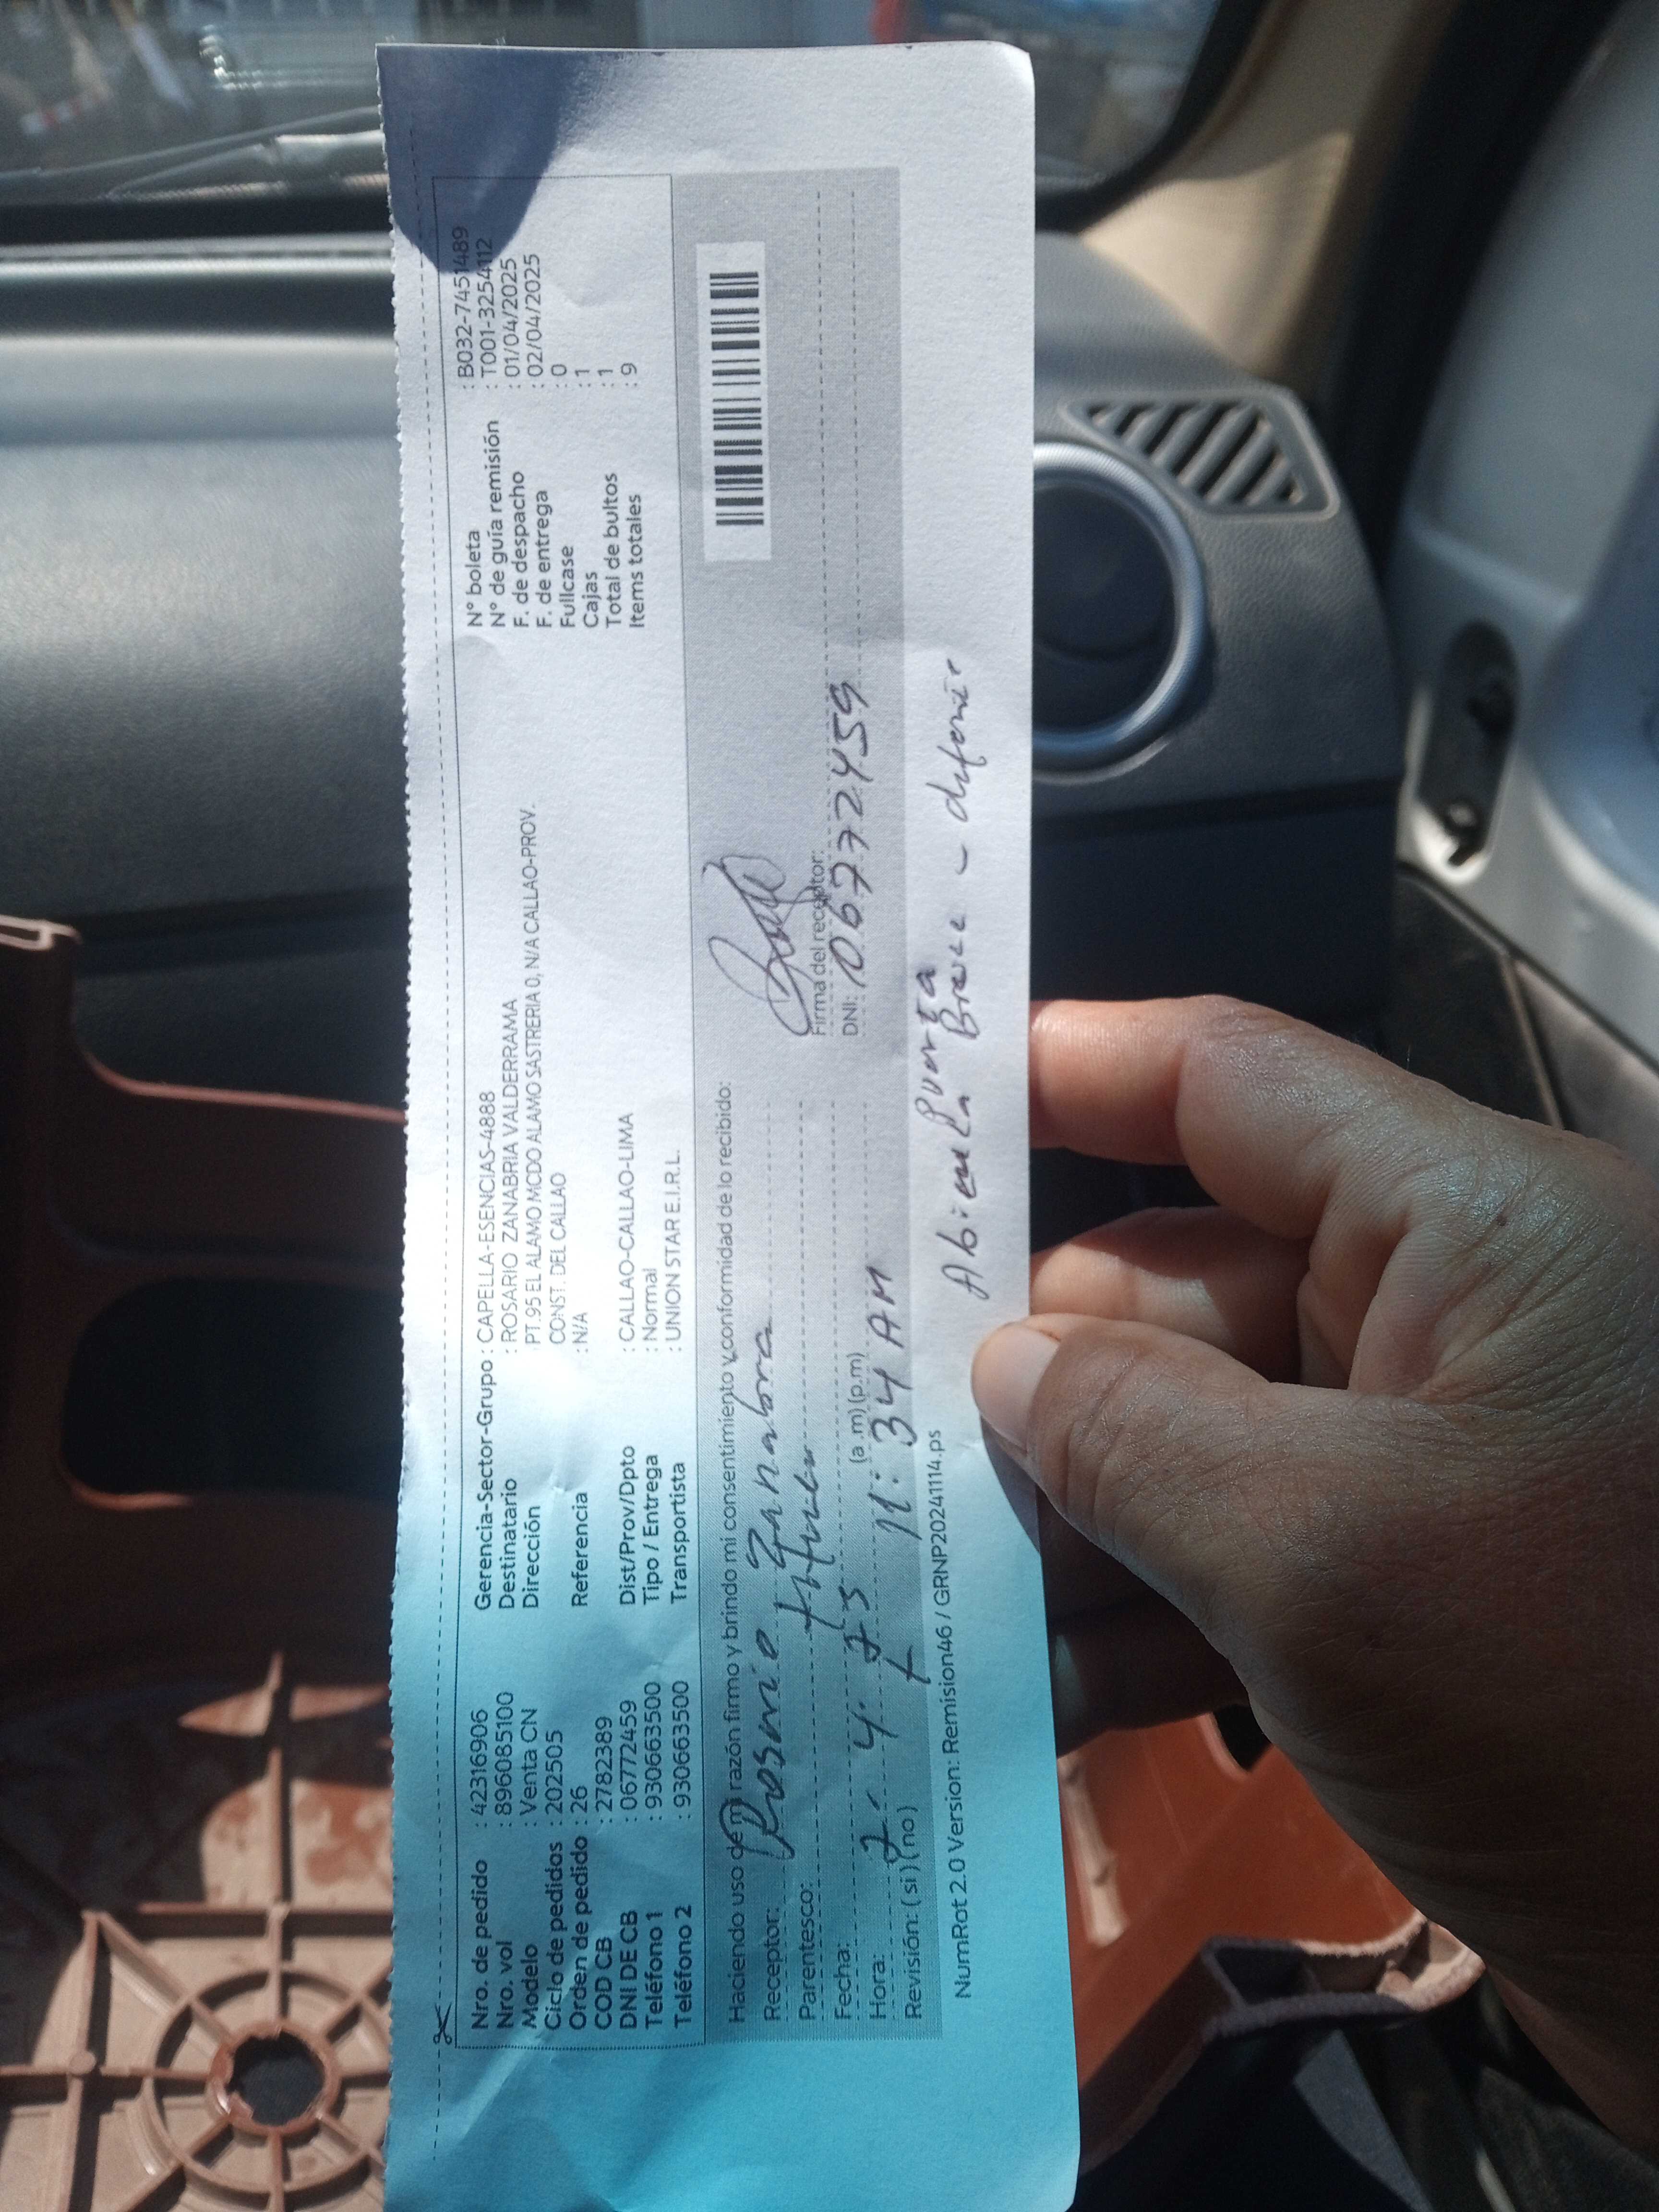 Nro. de pedido : 42316906
Nro. vol : 896085100
Modelo : Venta CN
Ciclo de pedidos : 202505
Orden de pedido : 26
COD CB : 2782389
DNI DE CB : 06772459
Teléfono 1 : 930663500
Teléfono 2 : 930663500
Gerencia-Sector-Grupo : CAPELLA-ESENCIAS-4888
Destinatario : ROSARIO ZANABRIA VALDERRAMA
Dirección : PT.95 EL ALAMO MCDO ALAMO SASTRERIA 0, N/A CALLAO-PROV.
CONST. DEL CALLAO
Referencia : N/A
Dist/Prov/Dpto : CALLAO-CALLAO-LIMA
Tipo / Entrega : Normal
Transportista : UNION STAR E.I.R.L.
N° boleta : B032-7451489
N° de guía remisión : T001-3254112
F. de despacho : 01/04/2025
F. de entrega : 02/04/2025
Fullcase : 0
Cajas : 1
Total de bultos : 1
Items totales : 9
Haciendo uso de mi razón firmo y brindo mi consentimiento y conformidad de lo recibido:
Receptor: Rosario Zanabria
Parentesco: titular
Fecha:
Hora: (a.m) (p.m) 11:34 AM
Revisión: ( si ) ( no )
Firma del receptor:
DNI: 06772459
puerta
NumRot 2.0 Version: Remision46 / GRNP20241114.ps